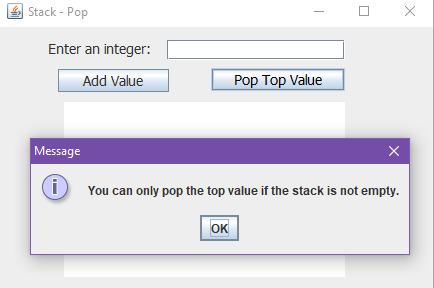 Stack - Pop
Enter an integer:
Add Value
Pop Top Value
Message
You can only pop the top value if the stack is not empty.
OK